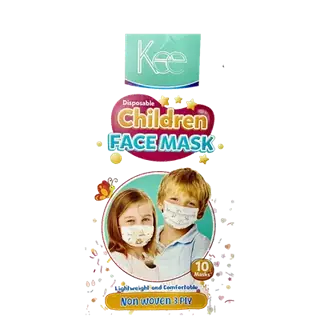 Kee
Disposable
Children
FACE MASK
10
Masks
Lightweight and Comfortable
Non Woven 3 PLY